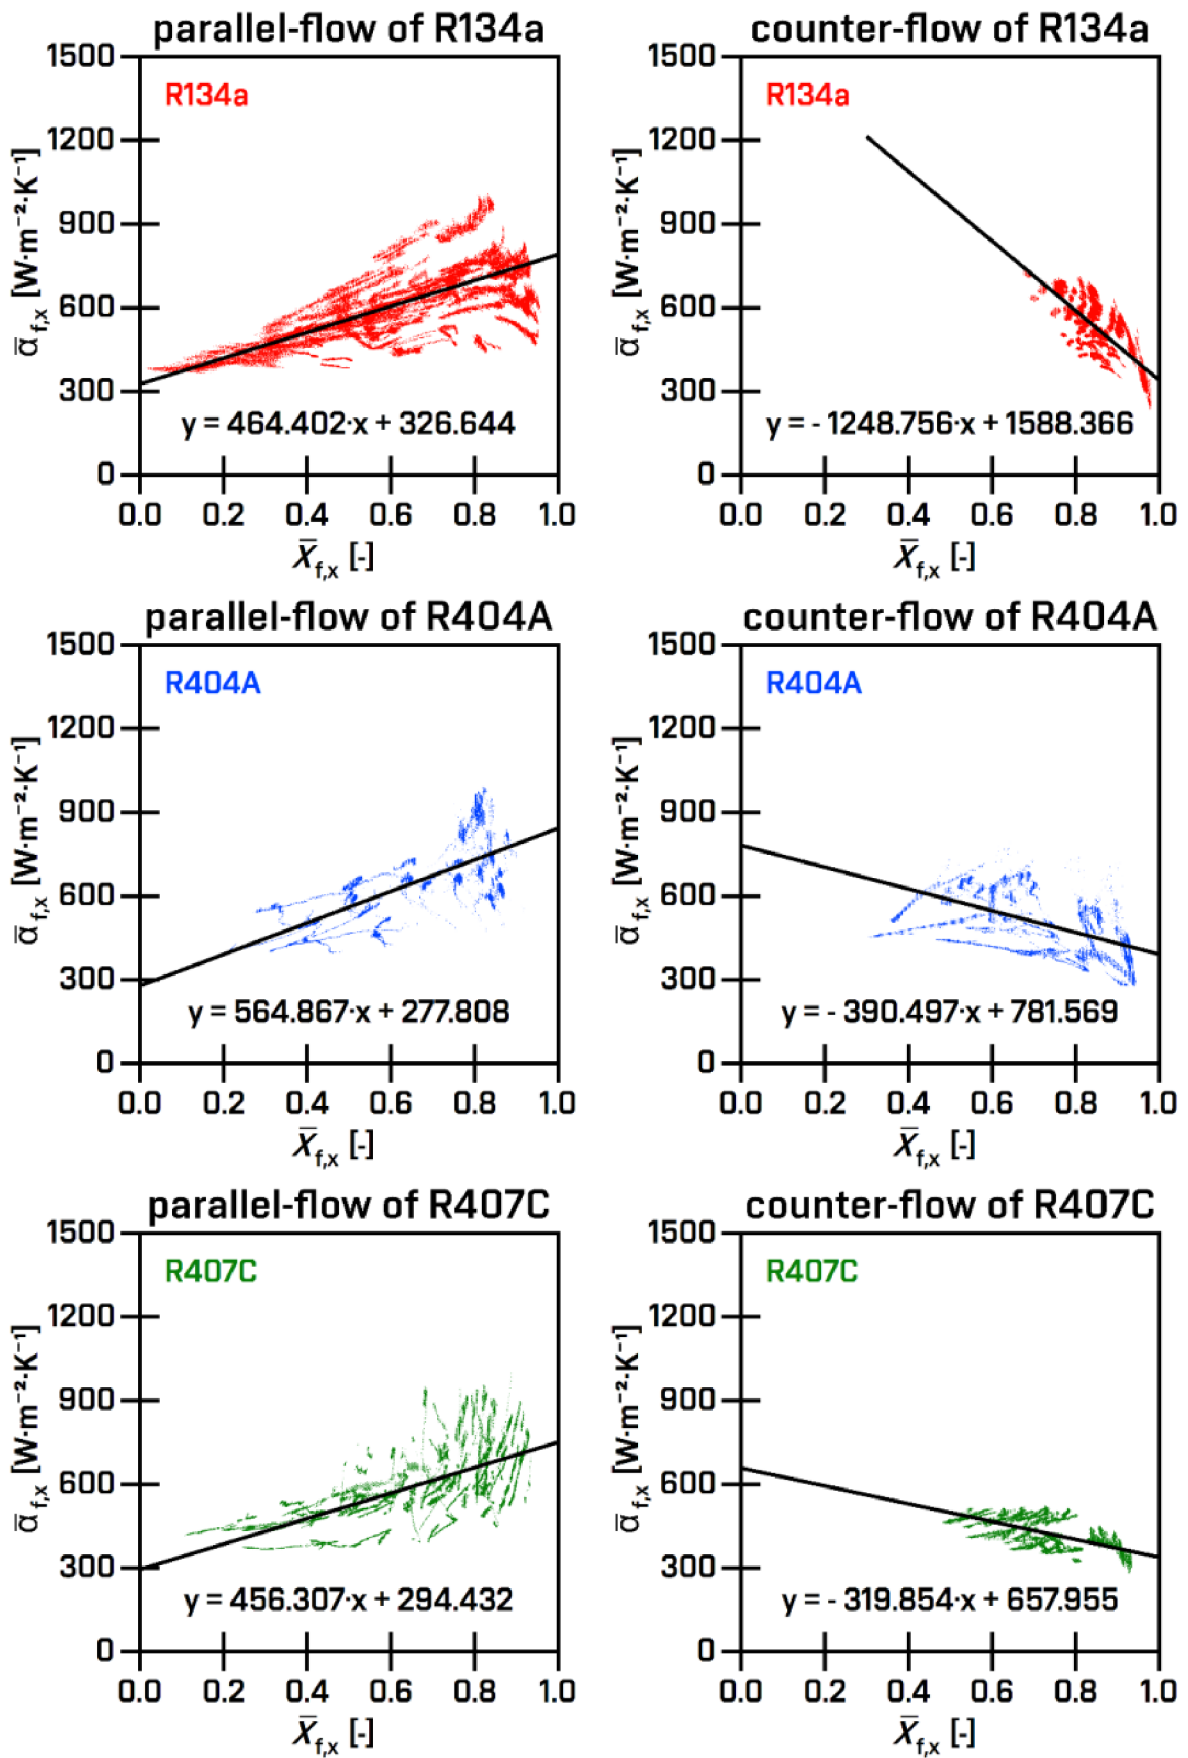 parallel-flow of R134a
1500
1200
900
600
300
0
ᾱf,x [W·m⁻²·K⁻¹]
R134a
y = 464.402·x + 326.644
0.0 0.2 0.4 0.6 0.8 1.0
X̅f,x [-]
counter-flow of R134a
1500
1200
900
600
300
0
ᾱf,x [W·m⁻²·K⁻¹]
R134a
y = - 1248.756·x + 1588.366
0.0 0.2 0.4 0.6 0.8 1.0
X̅f,x [-]
parallel-flow of R404A
1500
1200
900
600
300
0
ᾱf,x [W·m⁻²·K⁻¹]
R404A
y = 564.867·x + 277.808
0.0 0.2 0.4 0.6 0.8 1.0
X̅f,x [-]
counter-flow of R404A
1500
1200
900
600
300
0
ᾱf,x [W·m⁻²·K⁻¹]
R404A
y = - 390.497·x + 781.569
0.0 0.2 0.4 0.6 0.8 1.0
X̅f,x [-]
parallel-flow of R407C
1500
1200
900
600
300
0
ᾱf,x [W·m⁻²·K⁻¹]
R407C
y = 456.307·x + 294.432
0.0 0.2 0.4 0.6 0.8 1.0
X̅f,x [-]
counter-flow of R407C
1500
1200
900
600
300
0
ᾱf,x [W·m⁻²·K⁻¹]
R407C
y = - 319.854·x + 657.955
0.0 0.2 0.4 0.6 0.8 1.0
X̅f,x [-]